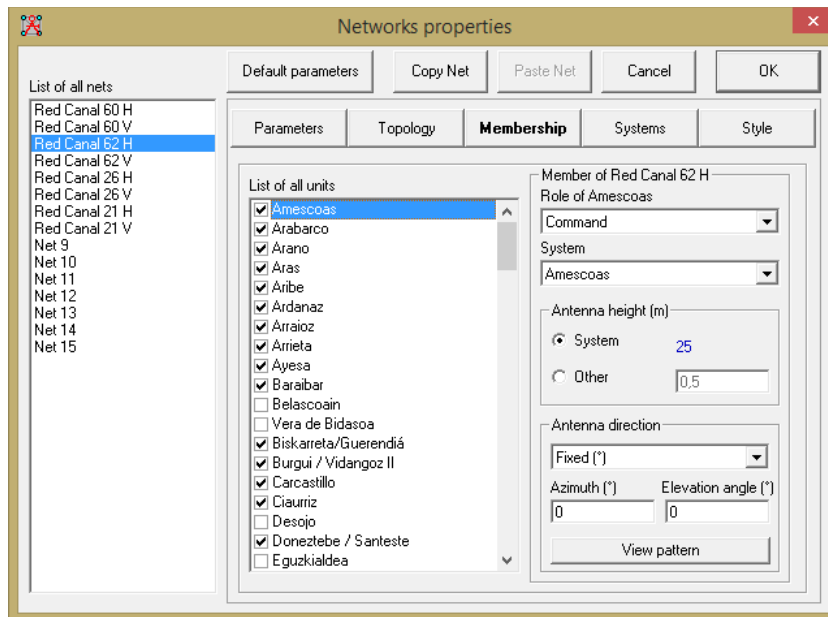 Networks properties
Default parameters
Copy Net
Paste Net
Cancel
OK
List of all nets
Red Canal 60 H
Red Canal 60 V
Red Canal 62 H
Red Canal 62 V
Red Canal 26 H
Red Canal 26 V
Red Canal 21 H
Red Canal 21 V
Net 9
Net 10
Net 11
Net 12
Net 13
Net 14
Net 15
Parameters
Topology
Membership
Systems
Style
List of all units
Amescoas
Arabarco
Arano
Aras
Aribe
Ardanaz
Arraioz
Arrieta
Ayesa
Baraibar
Belascoain
Vera de Bidasoa
Biskarreta/Guerendiá
Burgui / Vidangoz II
Carcastillo
Ciaurriz
Desojo
Doneztebe / Santeste
Eguzkialdea
Member of Red Canal 62 H
Role of Amescoas
Command
System
Amescoas
Antenna height (m)
System 25
Other 0,5
Antenna direction
Fixed (°)
Azimuth (°) Elevation angle (°)
0 0
View pattern